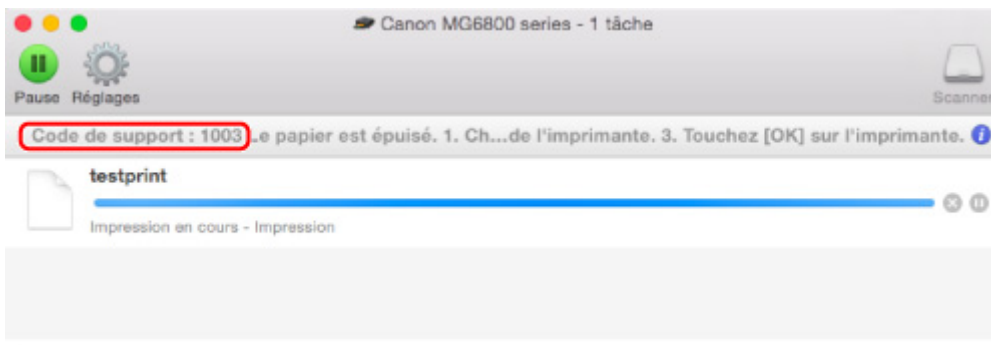 Canon MG6800 series - 1 tâche
Pause Réglages Scanner
Code de support : 1003 Le papier est épuisé. 1. Ch...de l'imprimante. 3. Touchez [OK] sur l'imprimante.
testprint
Impression en cours - Impression